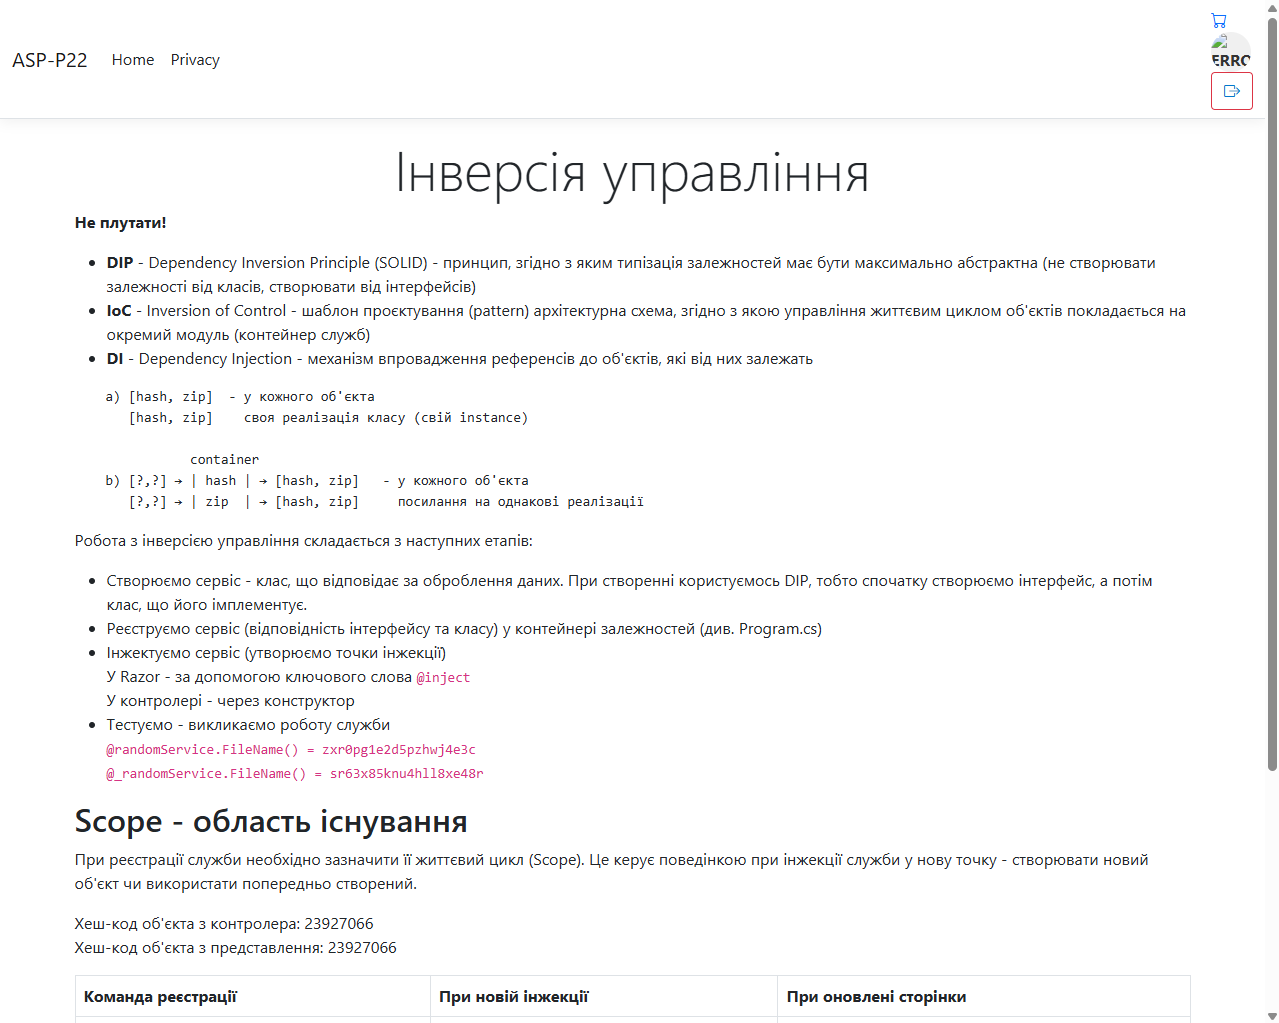 ASP-P22 Home Privacy
ERRO
Інверсія управління
Не плутати!
DIP - Dependency Inversion Principle (SOLID) - принцип, згідно з яким типізація залежностей має бути максимально абстрактна (не створювати
залежності від класів, створювати від інтерфейсів)
IoC - Inversion of Control - шаблон проєктування (pattern) архітектурна схема, згідно з якою управління життєвим циклом об'єктів покладається на
окремий модуль (контейнер служб)
DI - Dependency Injection - механізм впровадження референсів до об'єктів, які від них залежать
a) [hash, zip]  - у кожного об'єкта
[hash, zip]    своя реалізація класу (свій instance)
container
b) [?,?] → | hash | → [hash, zip]   - у кожного об'єкта
[?,?] → | zip  | → [hash, zip]     посилання на однакові реалізації
Робота з інверсією управління складається з наступних етапів:
Створюємо сервіс - клас, що відповідає за оброблення даних. При створенні користуємось DIP, тобто спочатку створюємо інтерфейс, а потім
клас, що його імплементує.
Реєструємо сервіс (відповідність інтерфейсу та класу) у контейнері залежностей (див. Program.cs)
Інжектуємо сервіс (утворюємо точки інжекції)
У Razor - за допомогою ключового слова @inject
У контролері - через конструктор
Тестуємо - викликаємо роботу служби
@randomService.FileName() = zxr0pg1e2d5pzhwj4e3c
@_randomService.FileName() = sr63x85knu4hll8xe48r
Scope - область існування
При реєстрації служби необхідно зазначити її життєвий цикл (Scope). Це керує поведінкою при інжекції служби у нову точку - створювати новий
об'єкт чи використати попередньо створений.
Хеш-код об'єкта з контролера: 23927066
Хеш-код об'єкта з представлення: 23927066
Команда реєстрації При новій інжекції При оновлені сторінки